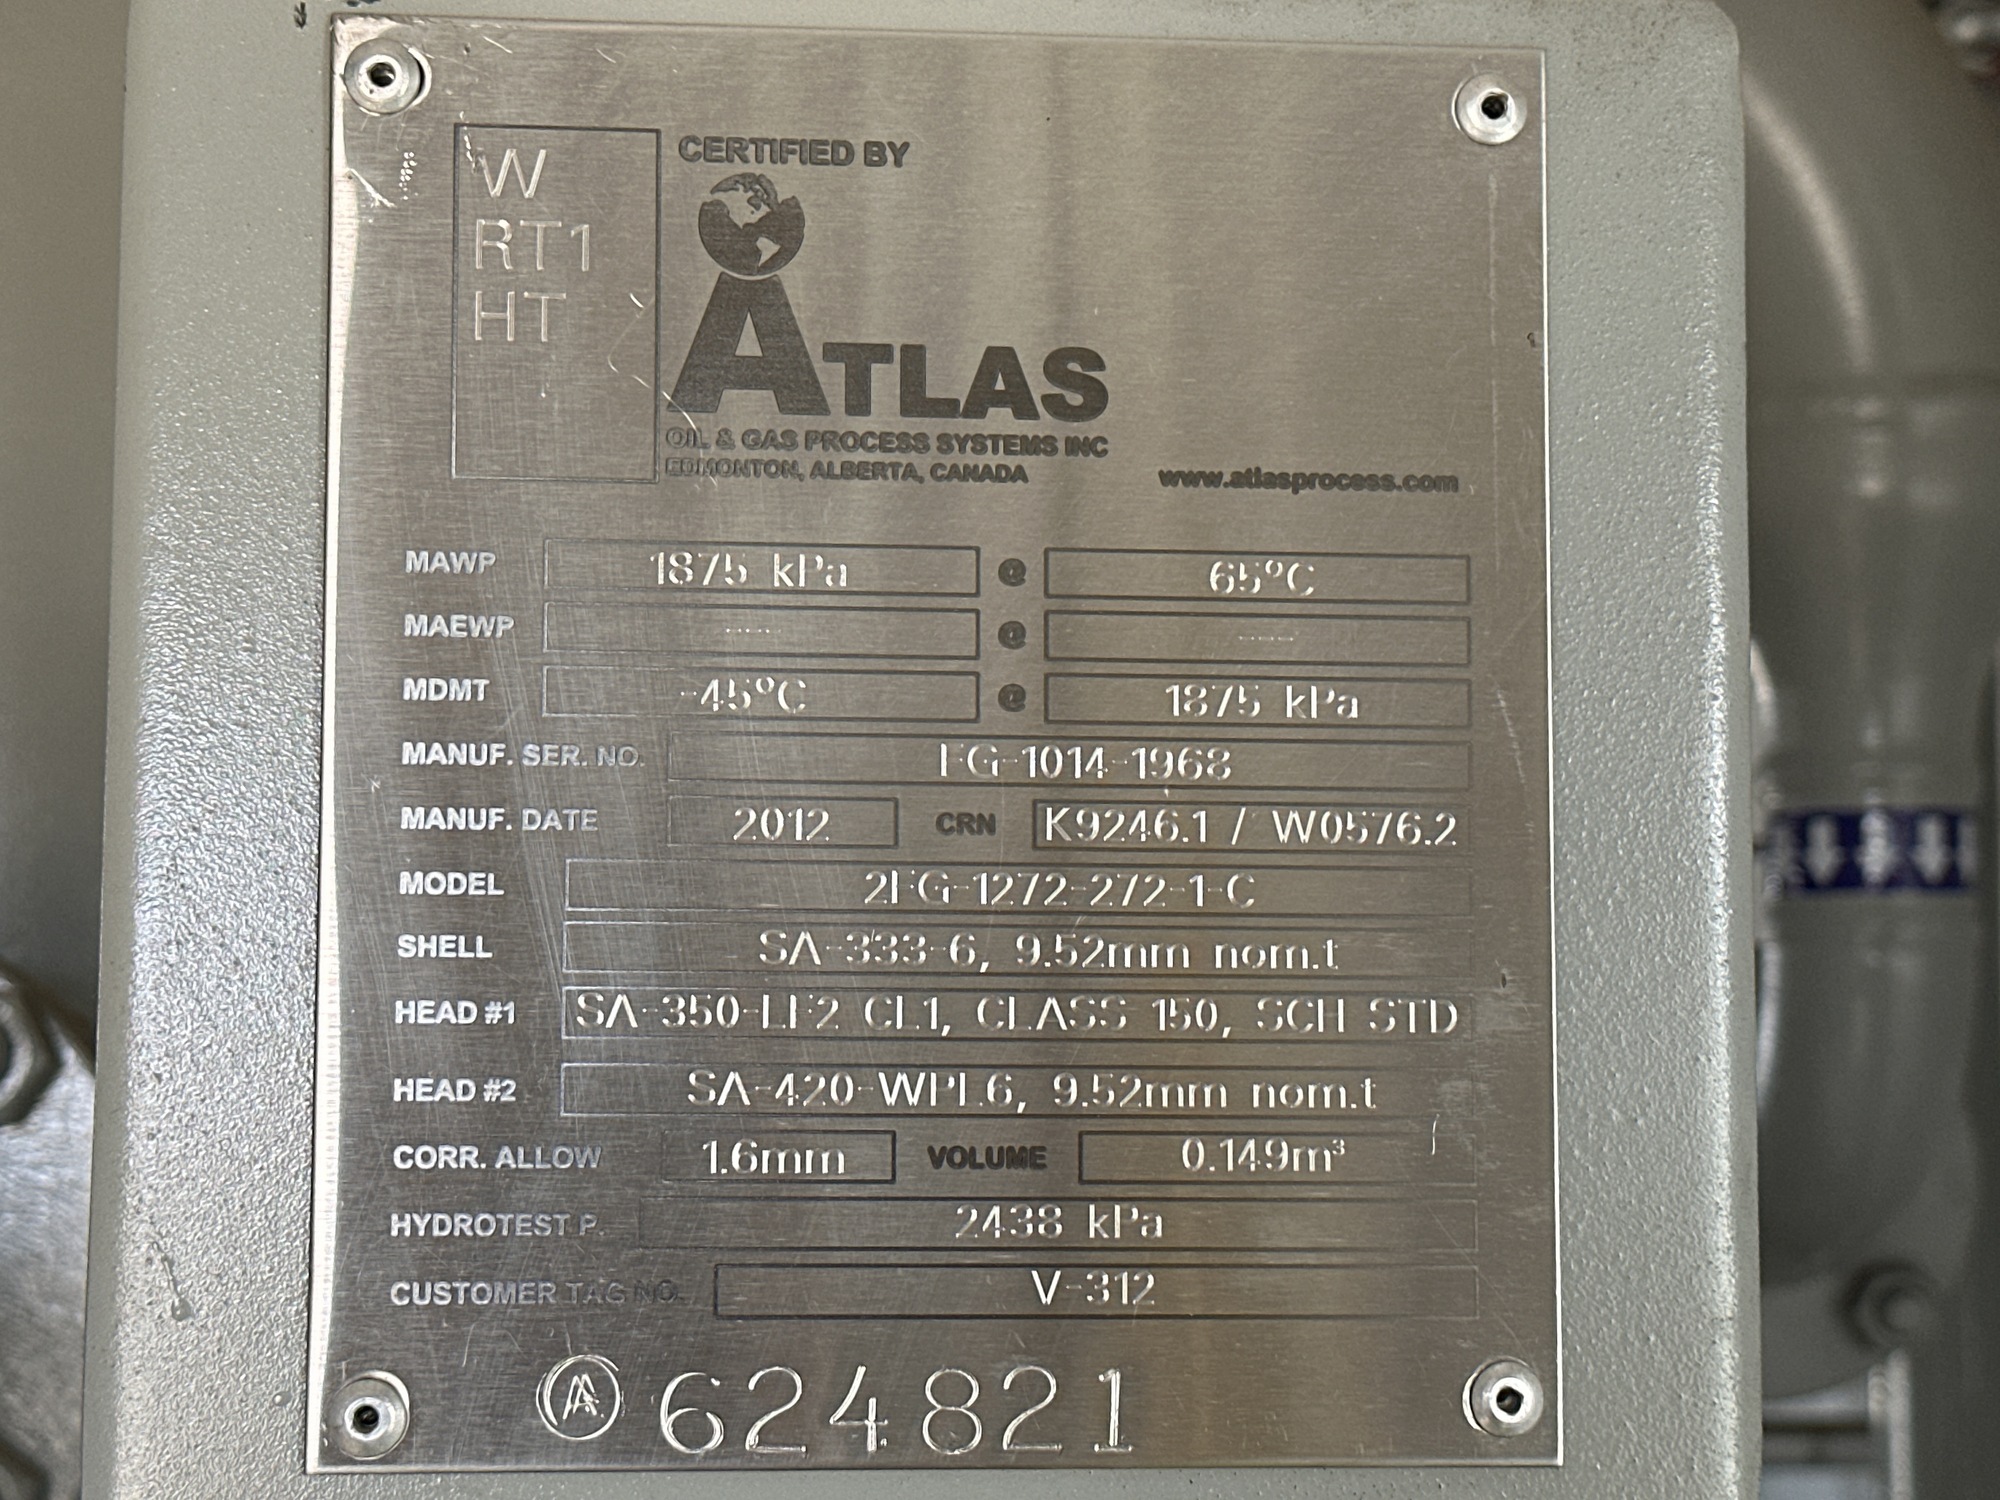 W
RT1
HT
CERTIFIED BY
ATLAS
OIL & GAS PROCESS SYSTEMS INC
EDMONTON, ALBERTA, CANADA
www.atlasprocess.com
MAWP 1875 kPa @ 65°C
MAEWP ---- @ ----
MDMT -45°C @ 1875 kPa
MANUF. SER. NO. FG-1014-1968
MANUF. DATE 2012 CRN K9246.1 / W0576.2
MODEL 2FG-1272-272-1-C
SHELL SA-333-6, 9.52mm nom.t
HEAD #1 SA-350-LF2 CL1, CLASS 150, SCH STD
HEAD #2 SA-420-WPL6, 9.52mm nom.t
CORR. ALLOW 1.6mm VOLUME 0.149m³
HYDROTEST P. 2438 kPa
CUSTOMER TAG NO. V-312
624821